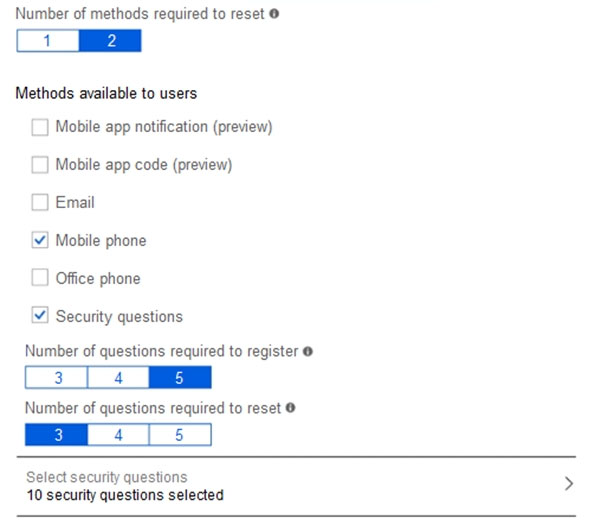 Number of methods required to reset
1 2
Methods available to users
Mobile app notification (preview)
Mobile app code (preview)
Email
Mobile phone
Office phone
Security questions
Number of questions required to register
3 4 5
Number of questions required to reset
3 4 5
Select security questions
10 security questions selected